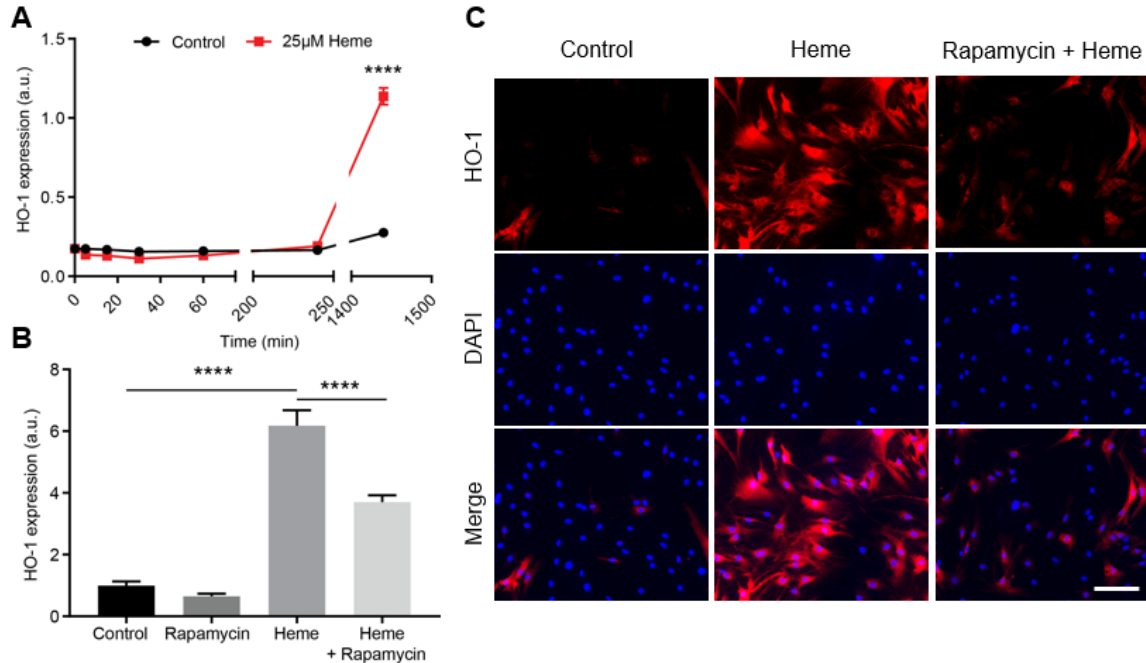 A
Control
25µM Heme
1.5
1.0
0.5
0.0
HO-1 expression (a.u.)
****
0
20
40
60
200
250
1400
1500
Time (min)
B
8
6
4
2
0
HO-1 expression (a.u.)
****
****
Control
Rapamycin
Heme
Heme
+ Rapamycin
C
Control
Heme
Rapamycin + Heme
HO-1
DAPI
Merge